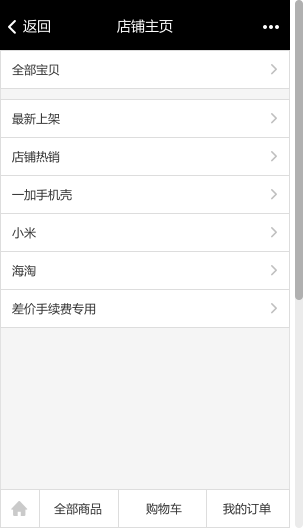 返回 店铺主页
全部宝贝
最新上架
店铺热销
一加手机壳
小米
海淘
差价手续费专用
全部商品 购物车 我的订单